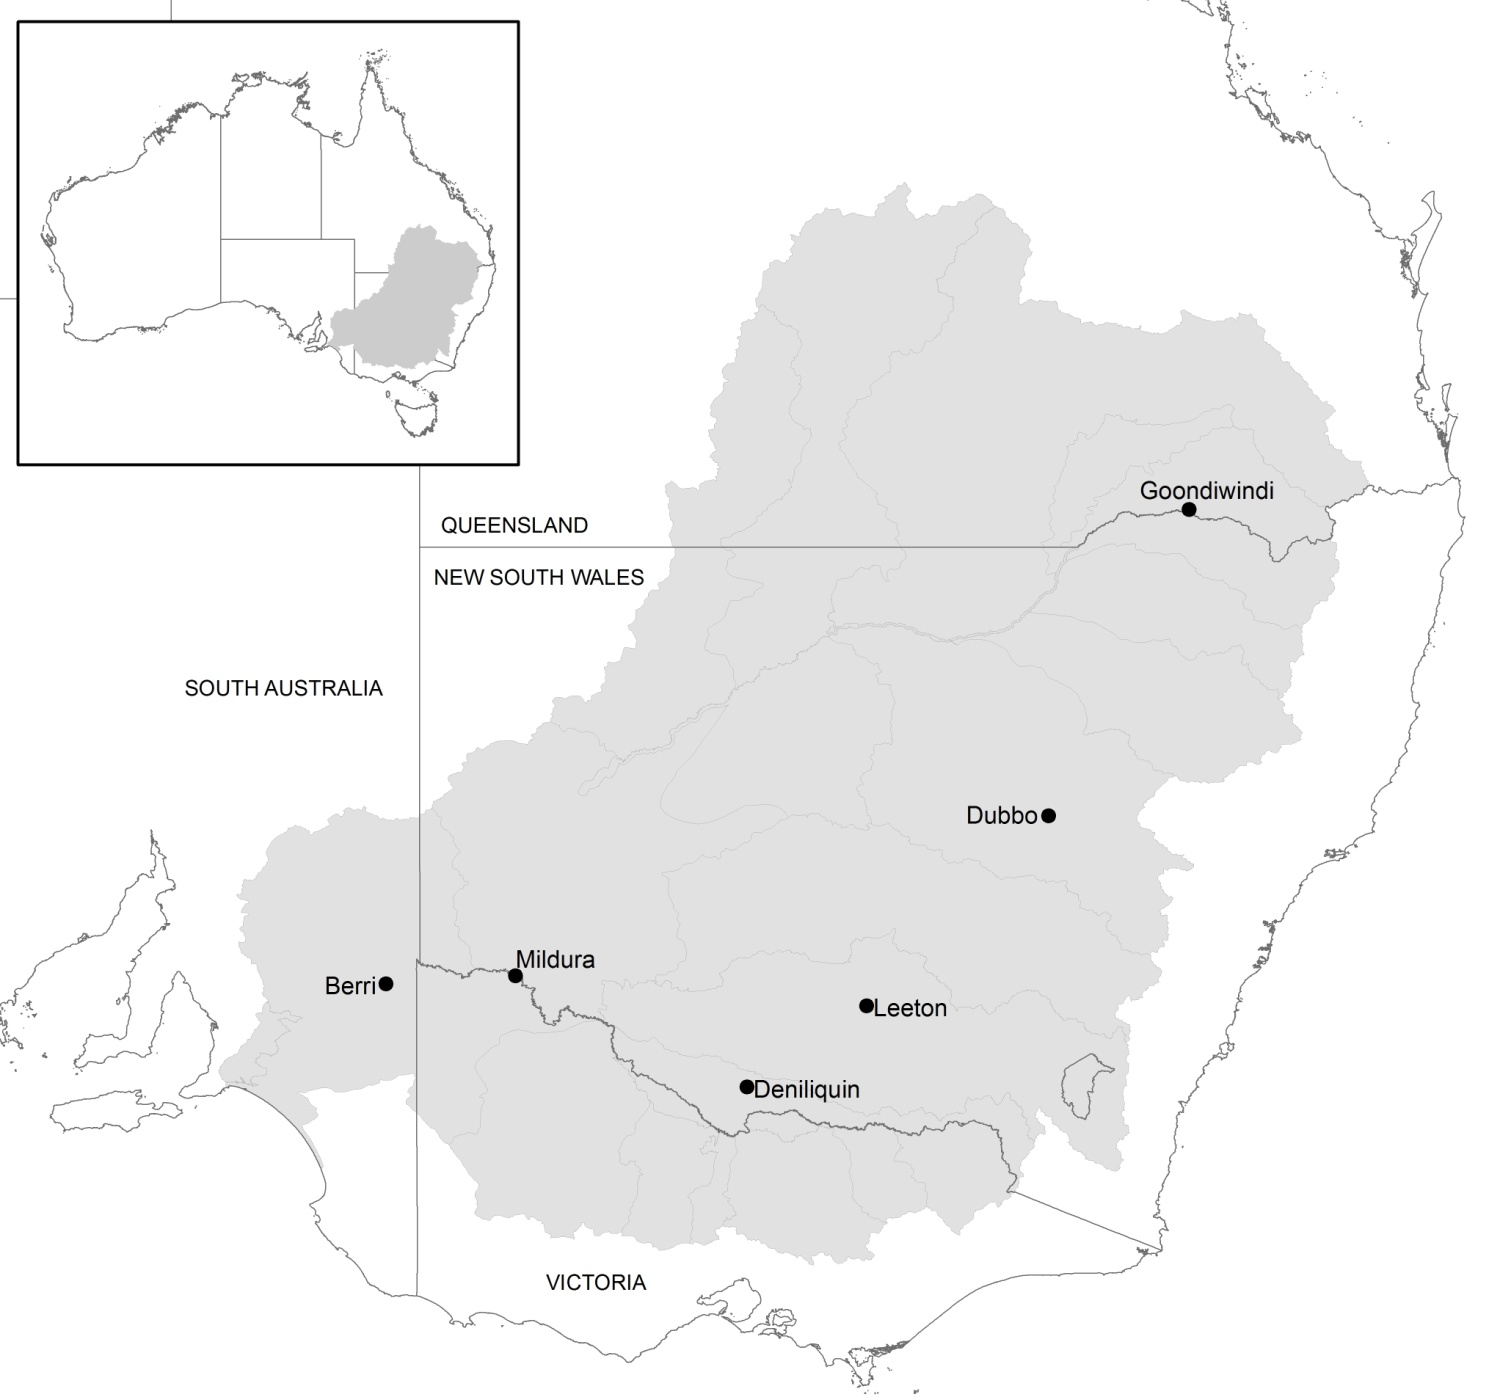 Goondiwindi
QUEENSLAND
NEW SOUTH WALES
SOUTH AUSTRALIA
Dubbo
Mildura
Berri
Leeton
Deniliquin
VICTORIA